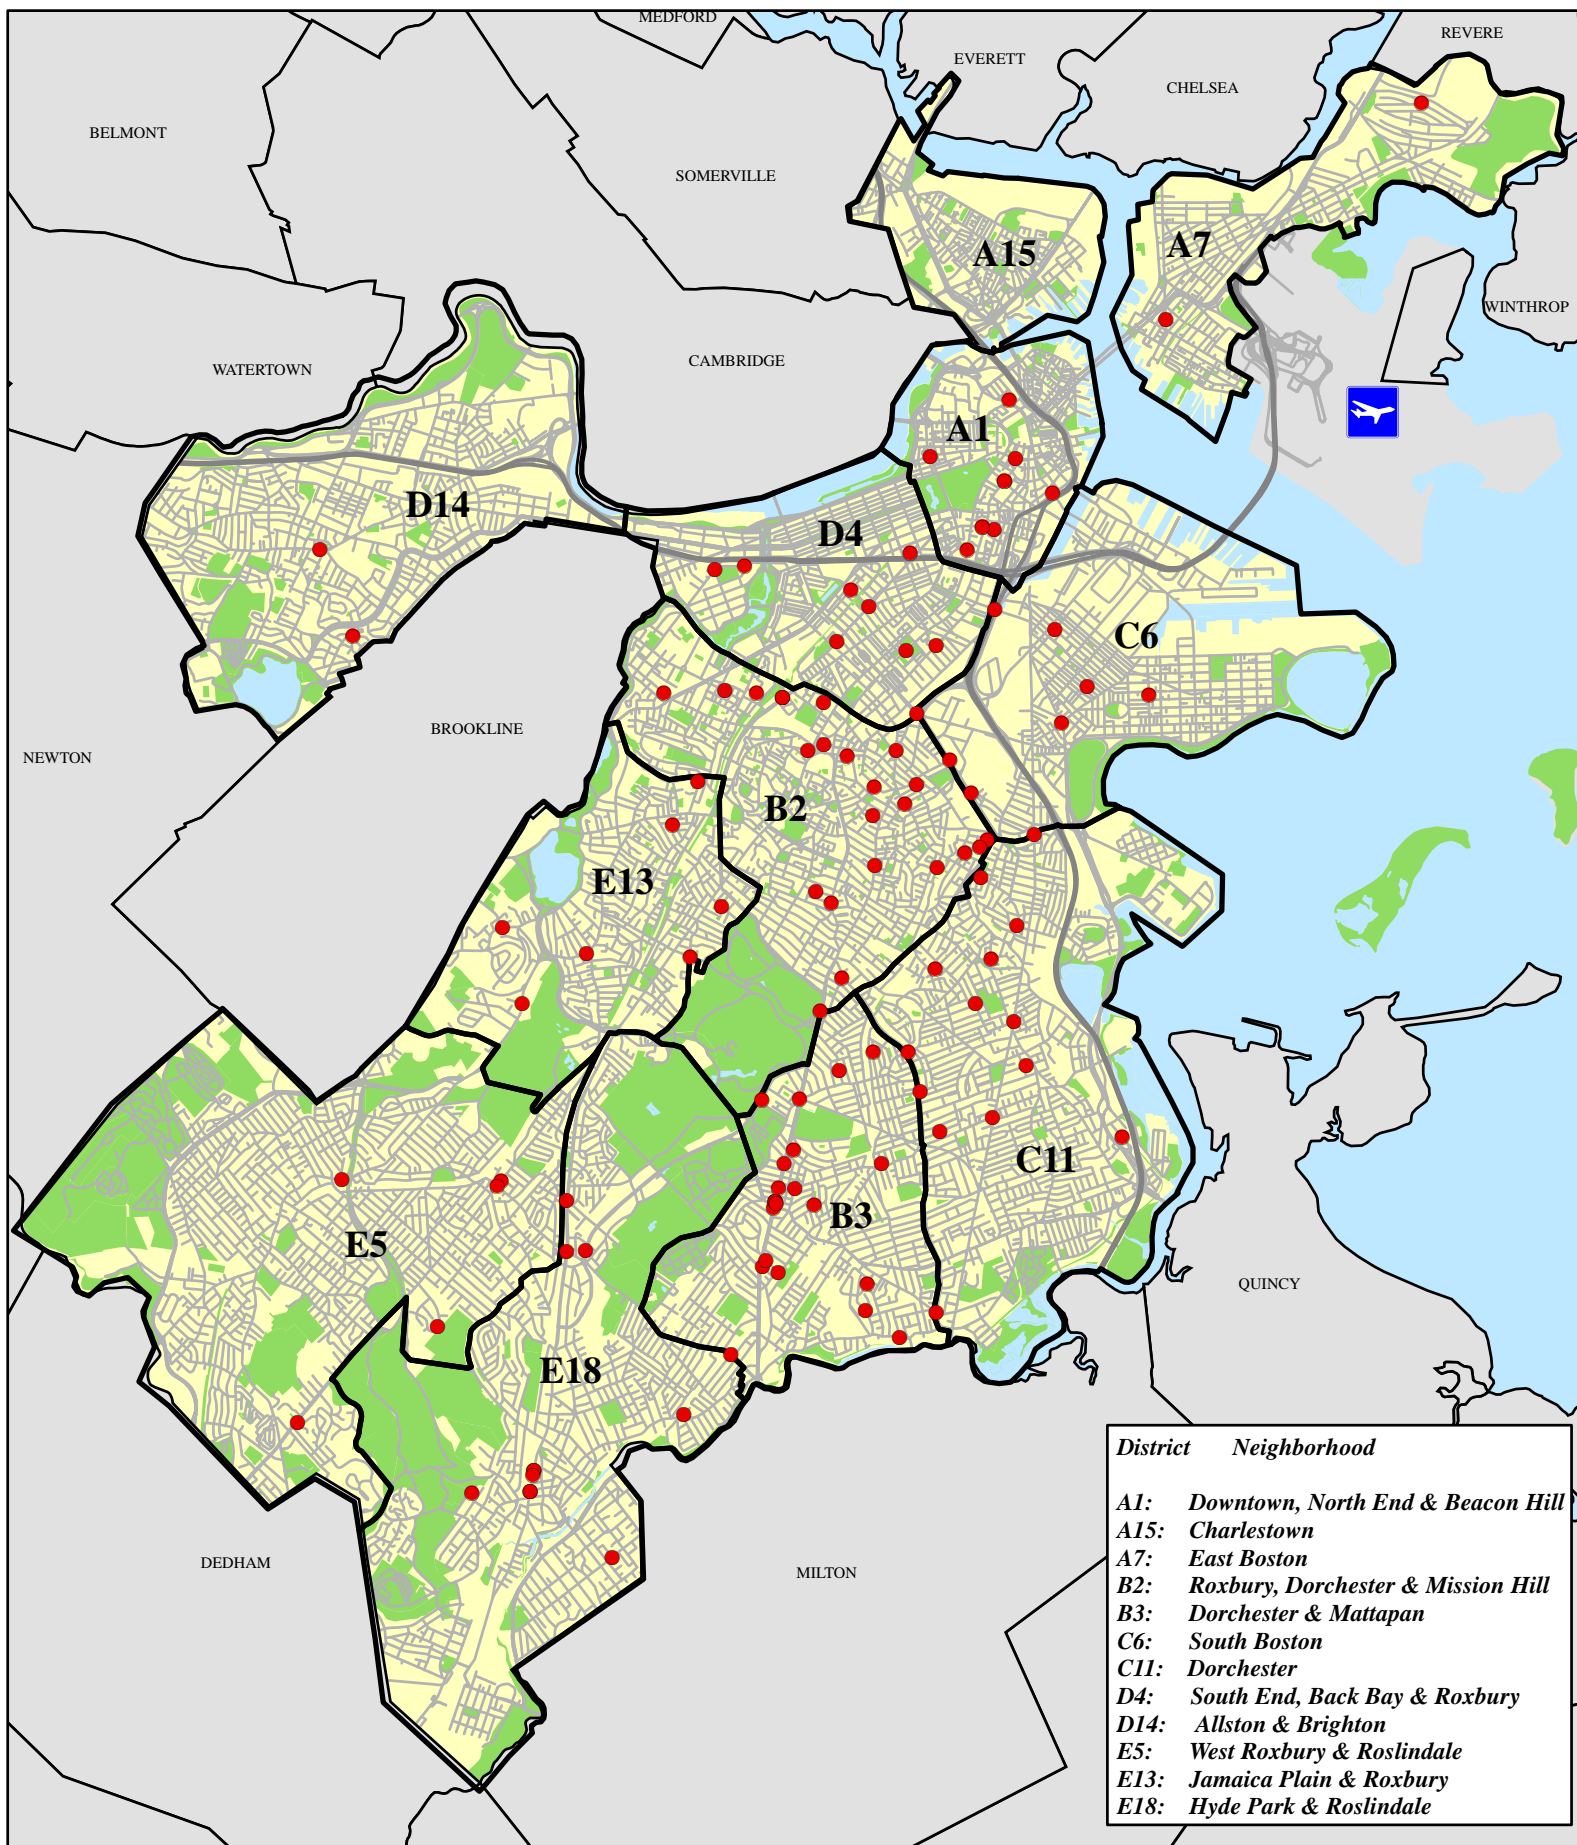 MEDFORD
REVERE
EVERETT
CHELSEA
BELMONT
SOMERVILLE
A15
A7
WINTHROP
CAMBRIDGE
WATERTOWN
A1
D14
D4
C6
BROOKLINE
NEWTON
B2
E13
C11
B3
E5
QUINCY
E18
DEDHAM
MILTON
District Neighborhood
A1: Downtown, North End & Beacon Hill
A15: Charlestown
A7: East Boston
B2: Roxbury, Dorchester & Mission Hill
B3: Dorchester & Mattapan
C6: South Boston
C11: Dorchester
D4: South End, Back Bay & Roxbury
D14: Allston & Brighton
E5: West Roxbury & Roslindale
E13: Jamaica Plain & Roxbury
E18: Hyde Park & Roslindale